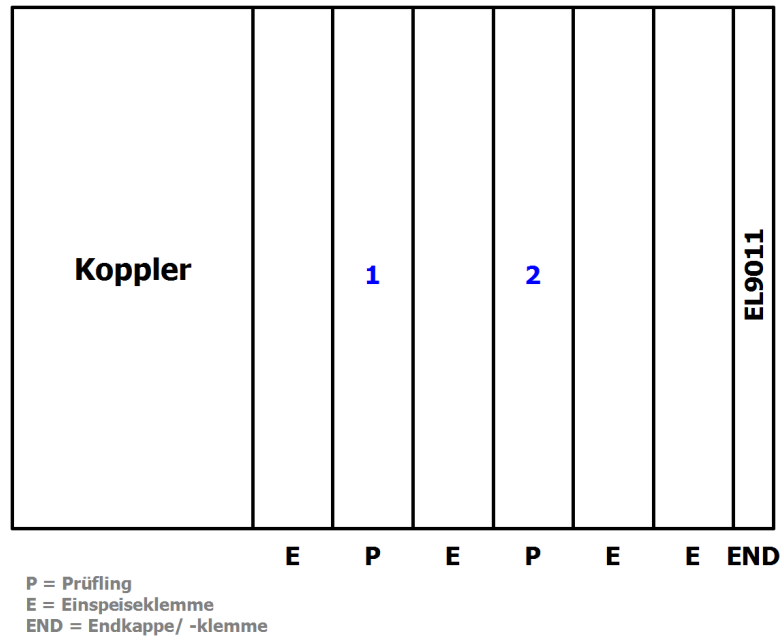 Koppler
1
2
EL9011
E P E P E E END
P = Prüfling
E = Einspeiseklemme
END = Endkappe/ -klemme